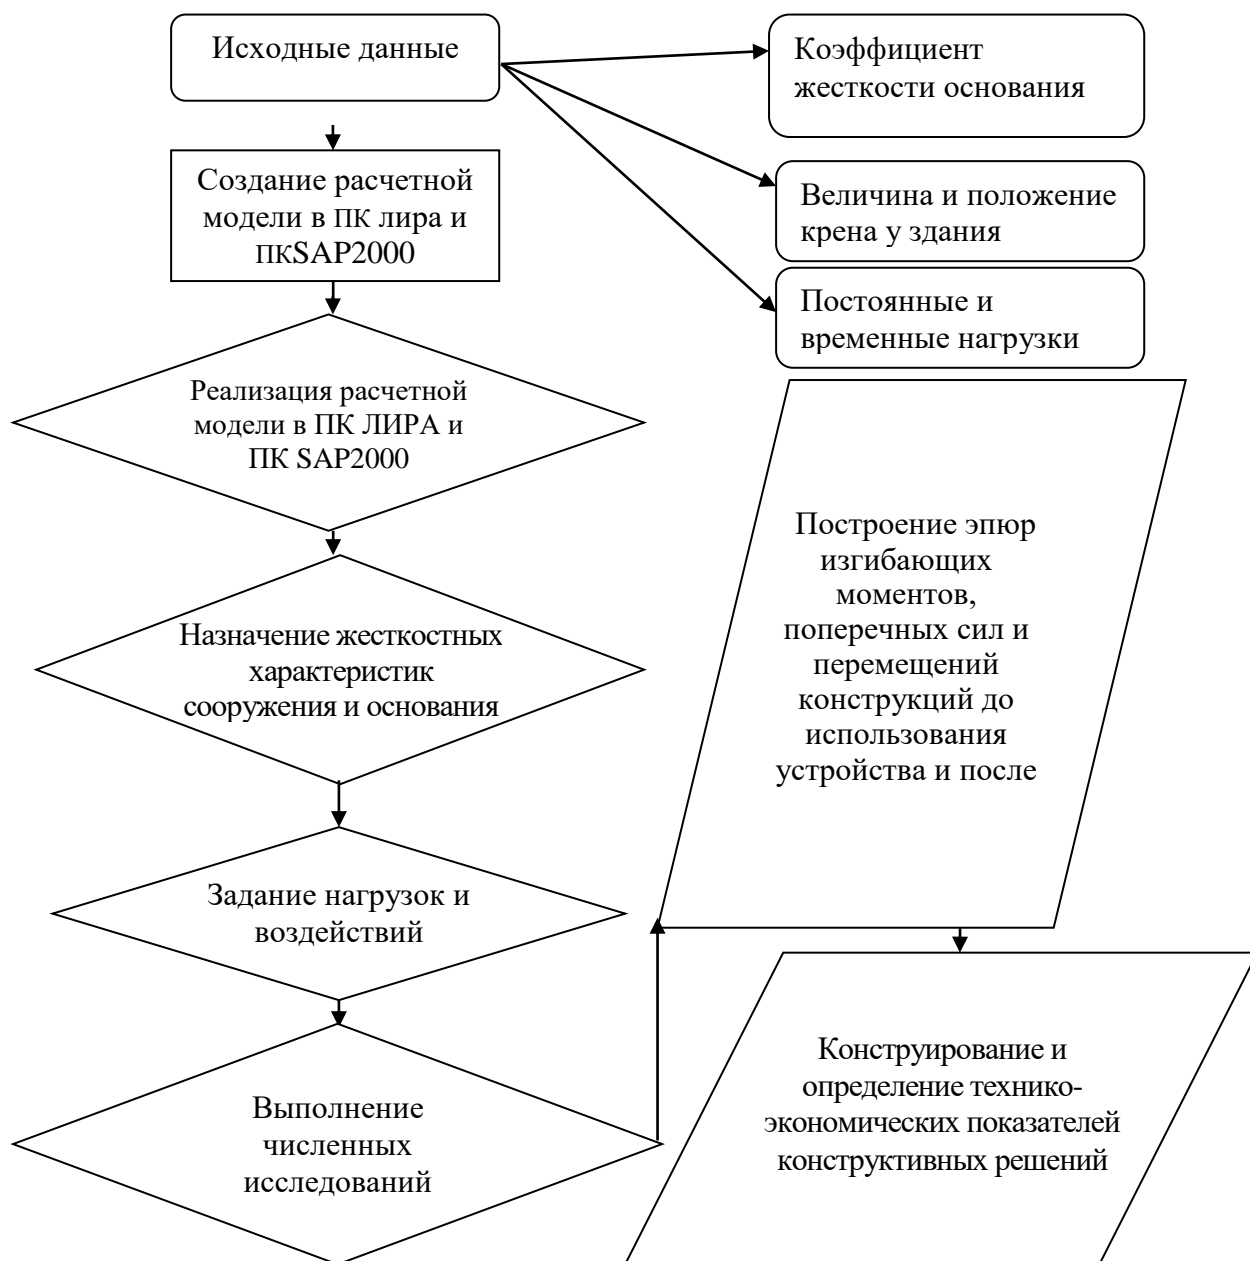 Исходные данные
Коэффициент
жесткости основания
Создание расчетной
модели в ПК лира и
ПКSAP2000
Величина и положение
крена у здания
Постоянные и
временные нагрузки
Реализация расчетной
модели в ПК ЛИРА и
ПК SAP2000
Назначение жесткостных
характеристик
сооружения и основания
Задание нагрузок и
воздействий
Выполнение
численных
исследований
Построение эпюр
изгибающих
моментов,
поперечных сил и
перемещений
конструкций до
использования
устройства и после
Конструирование и
определение технико-
экономических показателей
конструктивных решений